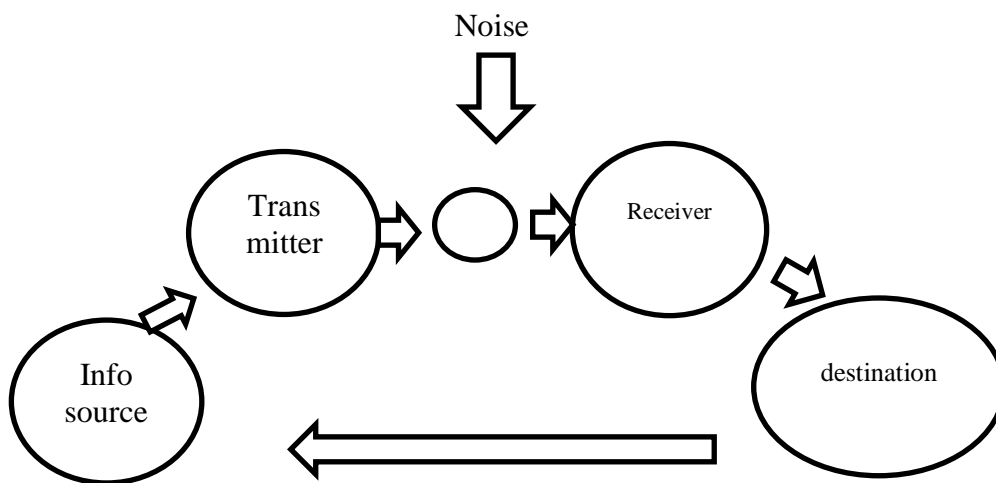 Noise
Trans
mitter
Receiver
Info
source
destination